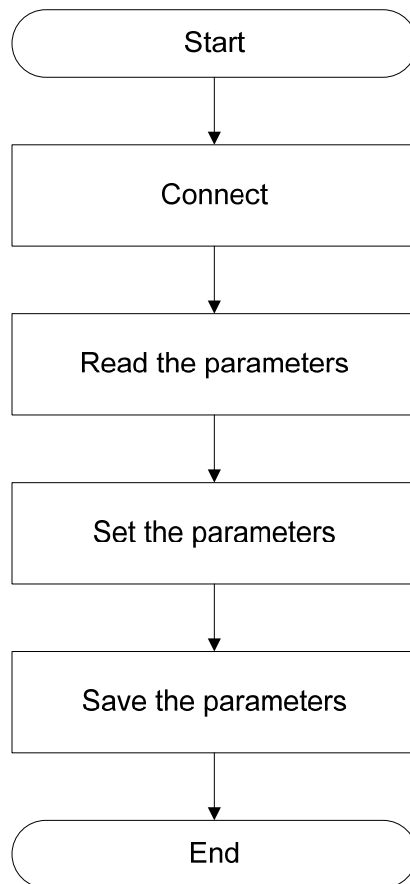 Start
Connect
Read the parameters
Set the parameters
Save the parameters
End